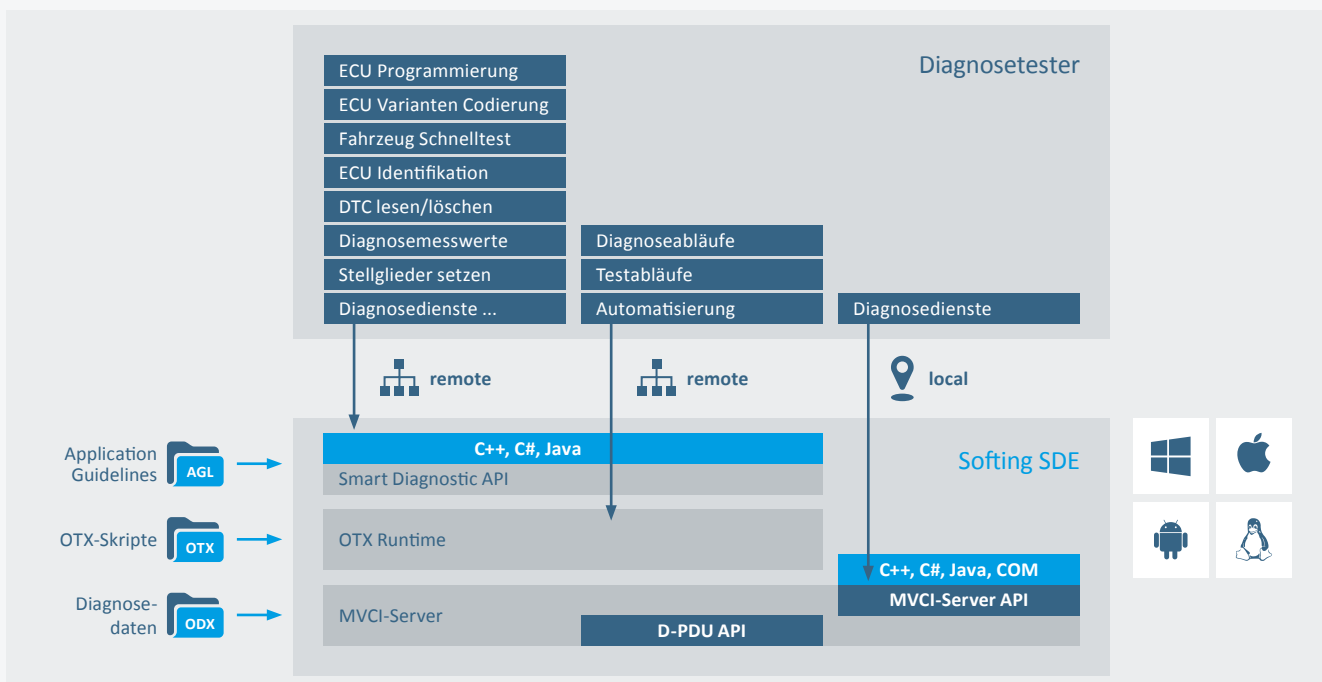 Diagnosetester
ECU Programmierung
ECU Varianten Codierung
Fahrzeug Schnelltest
ECU Identifikation
DTC lesen/löschen
Diagnosemesswerte
Stellglieder setzen
Diagnosedienste ...
Diagnoseabläufe
Testabläufe
Automatisierung
Diagnosedienste
remote
remote
local
Application
Guidelines
AGL
OTX-Skripte
OTX
Diagnose-
daten
ODX
Softing SDE
C++, C#, Java
Smart Diagnostic API
OTX Runtime
MVCI-Server
D-PDU API
C++, C#, Java, COM
MVCI-Server API